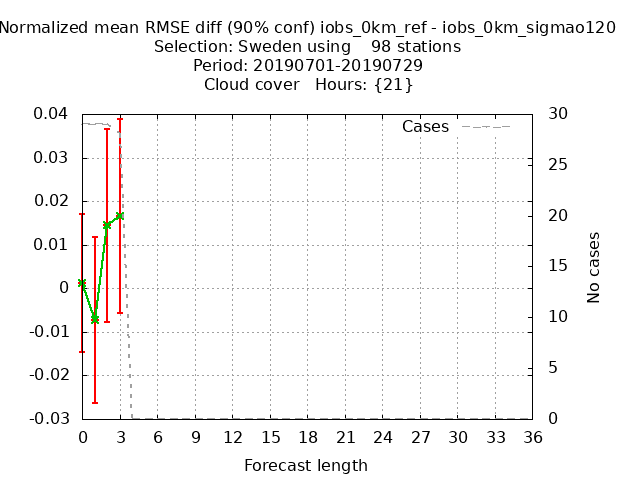 Normalized mean RMSE diff (90% conf) iobs_0km_ref - iobs_0km_sigmao120
Selection: Sweden using    98 stations
Period: 20190701-20190729
Cloud cover   Hours: {21}
Cases
0.04
0.03
0.02
0.01
0
-0.01
-0.02
-0.03
30
25
20
15
10
5
0
No cases
0 3 6 9 12 15 18 21 24 27 30 33 36
Forecast length